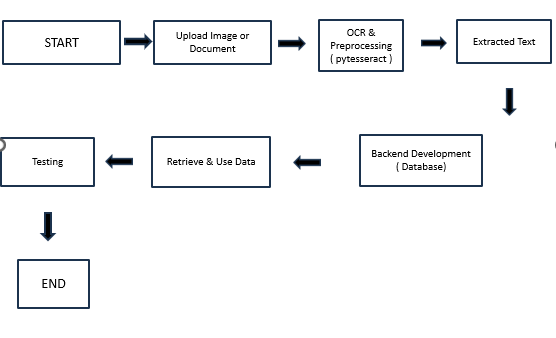 START
Upload Image or
Document
OCR &
Preprocessing
( pytesseract )
Extracted Text
Backend Development
( Database)
Retrieve & Use Data
Testing
END